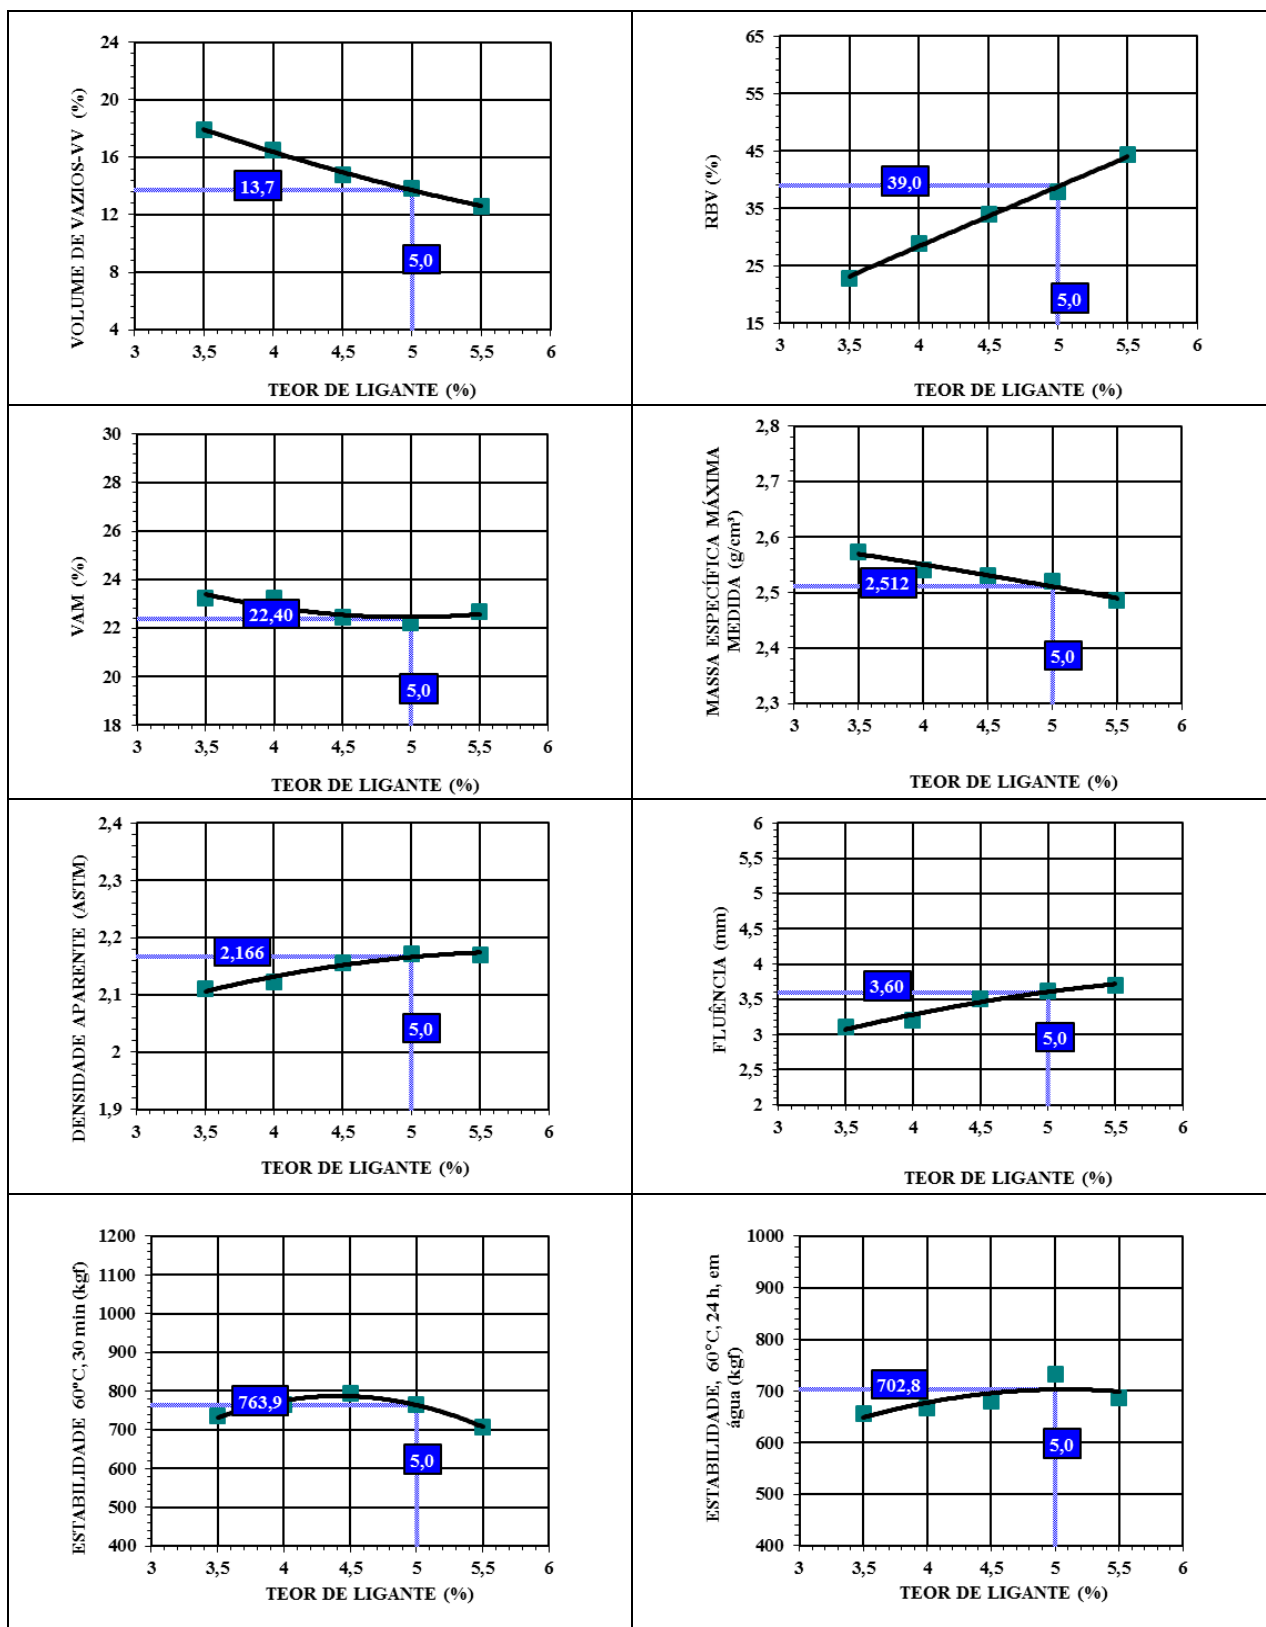 VOLUME DE VAZIOS-VV (%)
24
20
16
12
8
4
13,7
5,0
3 3,5 4 4,5 5 5,5 6
TEOR DE LIGANTE (%)
RBV (%)
65
55
45
35
25
15
39,0
5,0
3 3,5 4 4,5 5 5,5 6
TEOR DE LIGANTE (%)
VAM (%)
30
28
26
24
22
20
18
22,40
5,0
3 3,5 4 4,5 5 5,5 6
TEOR DE LIGANTE (%)
MASSA ESPECÍFICA MÁXIMA
MEDIDA (g/cm³)
2,8
2,7
2,6
2,5
2,4
2,3
2,512
5,0
3 3,5 4 4,5 5 5,5 6
TEOR DE LIGANTE (%)
DENSIDADE APARENTE (ASTM)
2,4
2,3
2,2
2,1
2
1,9
2,166
5,0
3 3,5 4 4,5 5 5,5 6
TEOR DE LIGANTE (%)
FLUÊNCIA (mm)
6
5,5
5
4,5
4
3,5
3
2,5
2
3,60
5,0
3 3,5 4 4,5 5 5,5 6
TEOR DE LIGANTE (%)
ESTABILIDADE 60ºC, 30 min (kgf)
1200
1100
1000
900
800
700
600
500
400
763,9
5,0
3 3,5 4 4,5 5 5,5 6
TEOR DE LIGANTE (%)
ESTABILIDADE, 60°C, 24 h, em
água (kgf)
1000
900
800
700
600
500
400
702,8
5,0
3 3,5 4 4,5 5 5,5 6
TEOR DE LIGANTE (%)